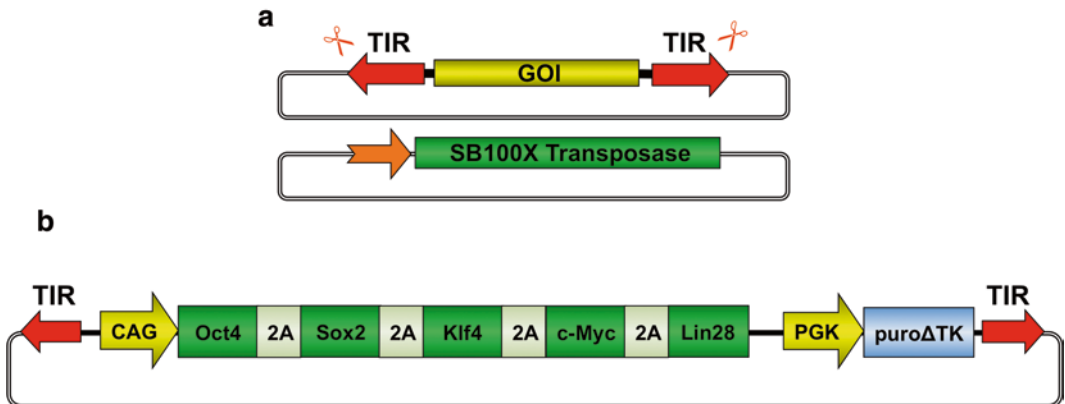 a
TIR TIR
GOI
SB100X Transposase
b
TIR TIR
CAG Oct4 2A Sox2 2A Klf4 2A c-Myc 2A Lin28 PGK puroΔTK